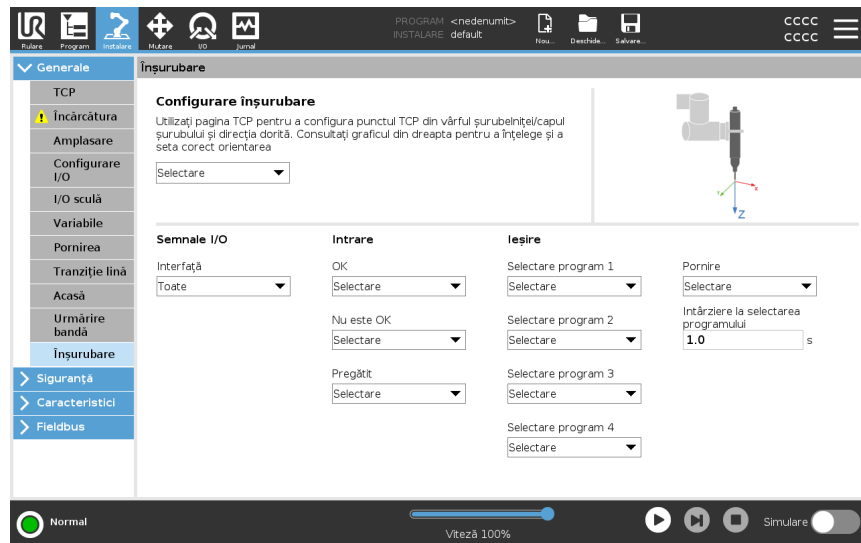 PROGRAM <nedenumit>
INSTALARE default
CCCC
CCCC
Rulare Program Instalare Mutare I/O Jurnal Nou... Deschide... Salvare...
Generale
Înșurubare
TCP
Încărcătura
Amplasare
Configurare
I/O
I/O sculă
Variabile
Pornirea
Tranziție lină
Acasă
Urmărire
bandă
Înșurubare
Siguranță
Caracteristici
Fieldbus
Configurare înșurubare
Utilizați pagina TCP pentru a configura punctul TCP din vârful șurubelniței/capul
șurubului și direcția dorită. Consultați graficul din dreapta pentru a înțelege și a
seta corect orientarea
Selectare
Y
X
Z
Semnale I/O
Interfață
Toate
Intrare
OK
Selectare
Nu este OK
Selectare
Pregătit
Selectare
Ieșire
Selectare program 1
Selectare
Selectare program 2
Selectare
Selectare program 3
Selectare
Selectare program 4
Selectare
Pornire
Selectare
Intârziere la selectarea
programului
1.0 s
Normal
Viteză 100%
Simulare